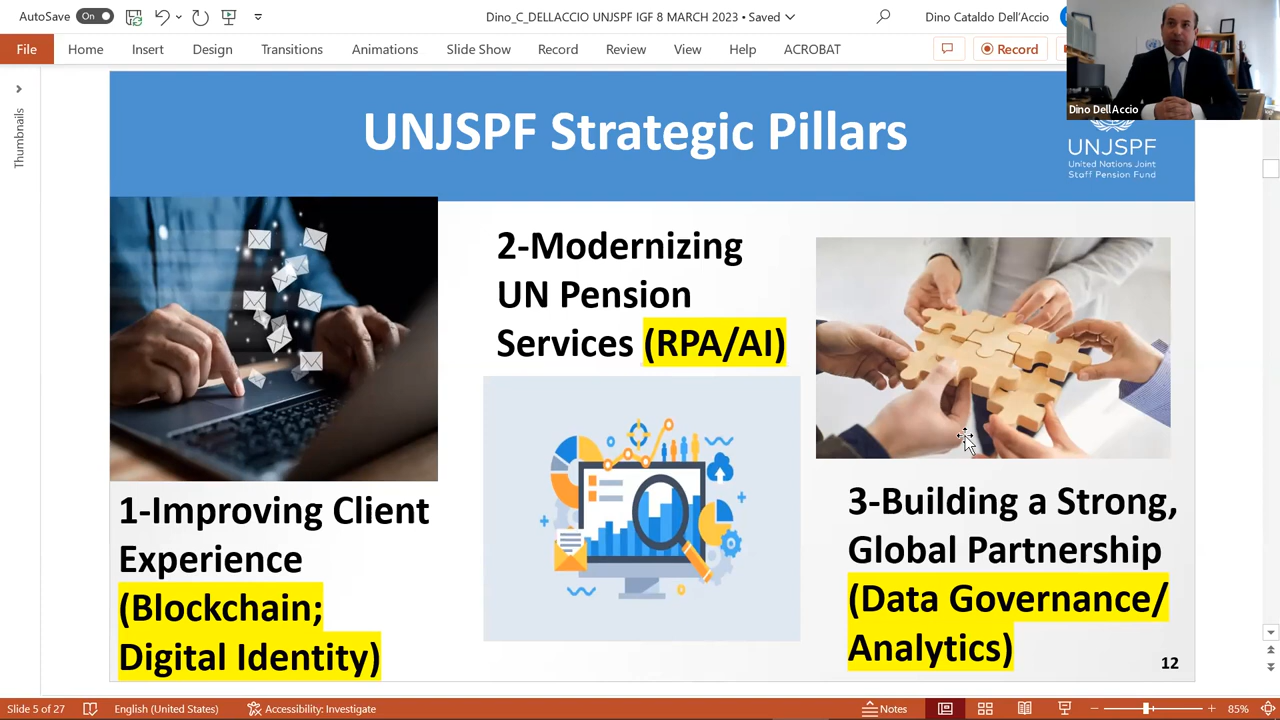 AutoSave On
Dino_C_DELLACCIO UNJSPF IGF 8 MARCH 2023 • Saved
Dino Cataldo Dell'Accio
File Home Insert Design Transitions Animations Slide Show Record Review View Help ACROBAT
Record
Dino Dell'Accio
Thumbnails
UNJSPF Strategic Pillars
UNJSPF
United Nations Joint
Staff Pension Fund
1-Improving Client
Experience
(Blockchain;
Digital Identity)
2-Modernizing
UN Pension
Services (RPA/AI)
3-Building a Strong,
Global Partnership
(Data Governance/
Analytics)
12
Slide 5 of 27
English (United States)
Accessibility: Investigate
Notes
85%